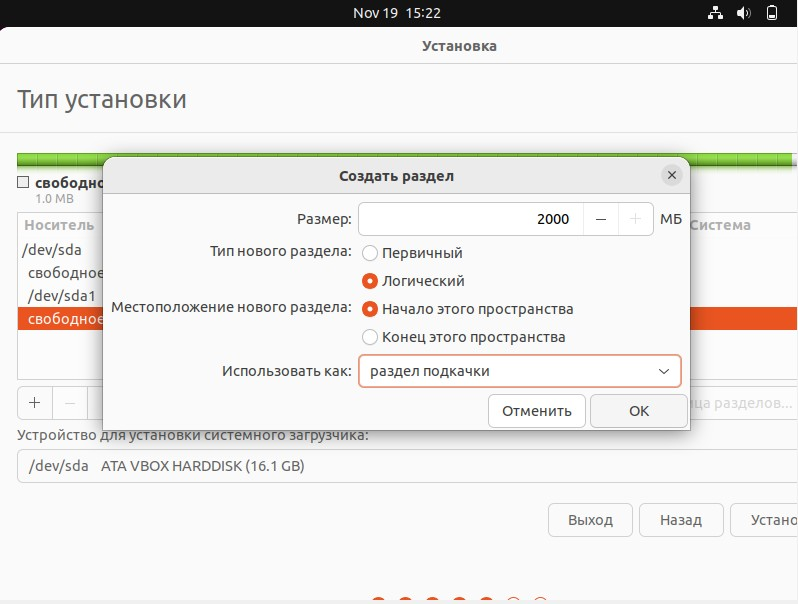 Nov 19 15:22
Установка
Тип установки
свободно
1.0 MB
Создать раздел
Размер: 2000 — + МБ
Тип нового раздела: Первичный
Логический
Местоположение нового раздела: Начало этого пространства
Конец этого пространства
Использовать как: раздел подкачки
Отменить OK
Носитель Система
/dev/sda
свободное
/dev/sda1
свободное
+ — ца разделов...
Устройство для установки системного загрузчика:
/dev/sda ATA VBOX HARDDISK (16.1 GB)
Выход Назад Устано